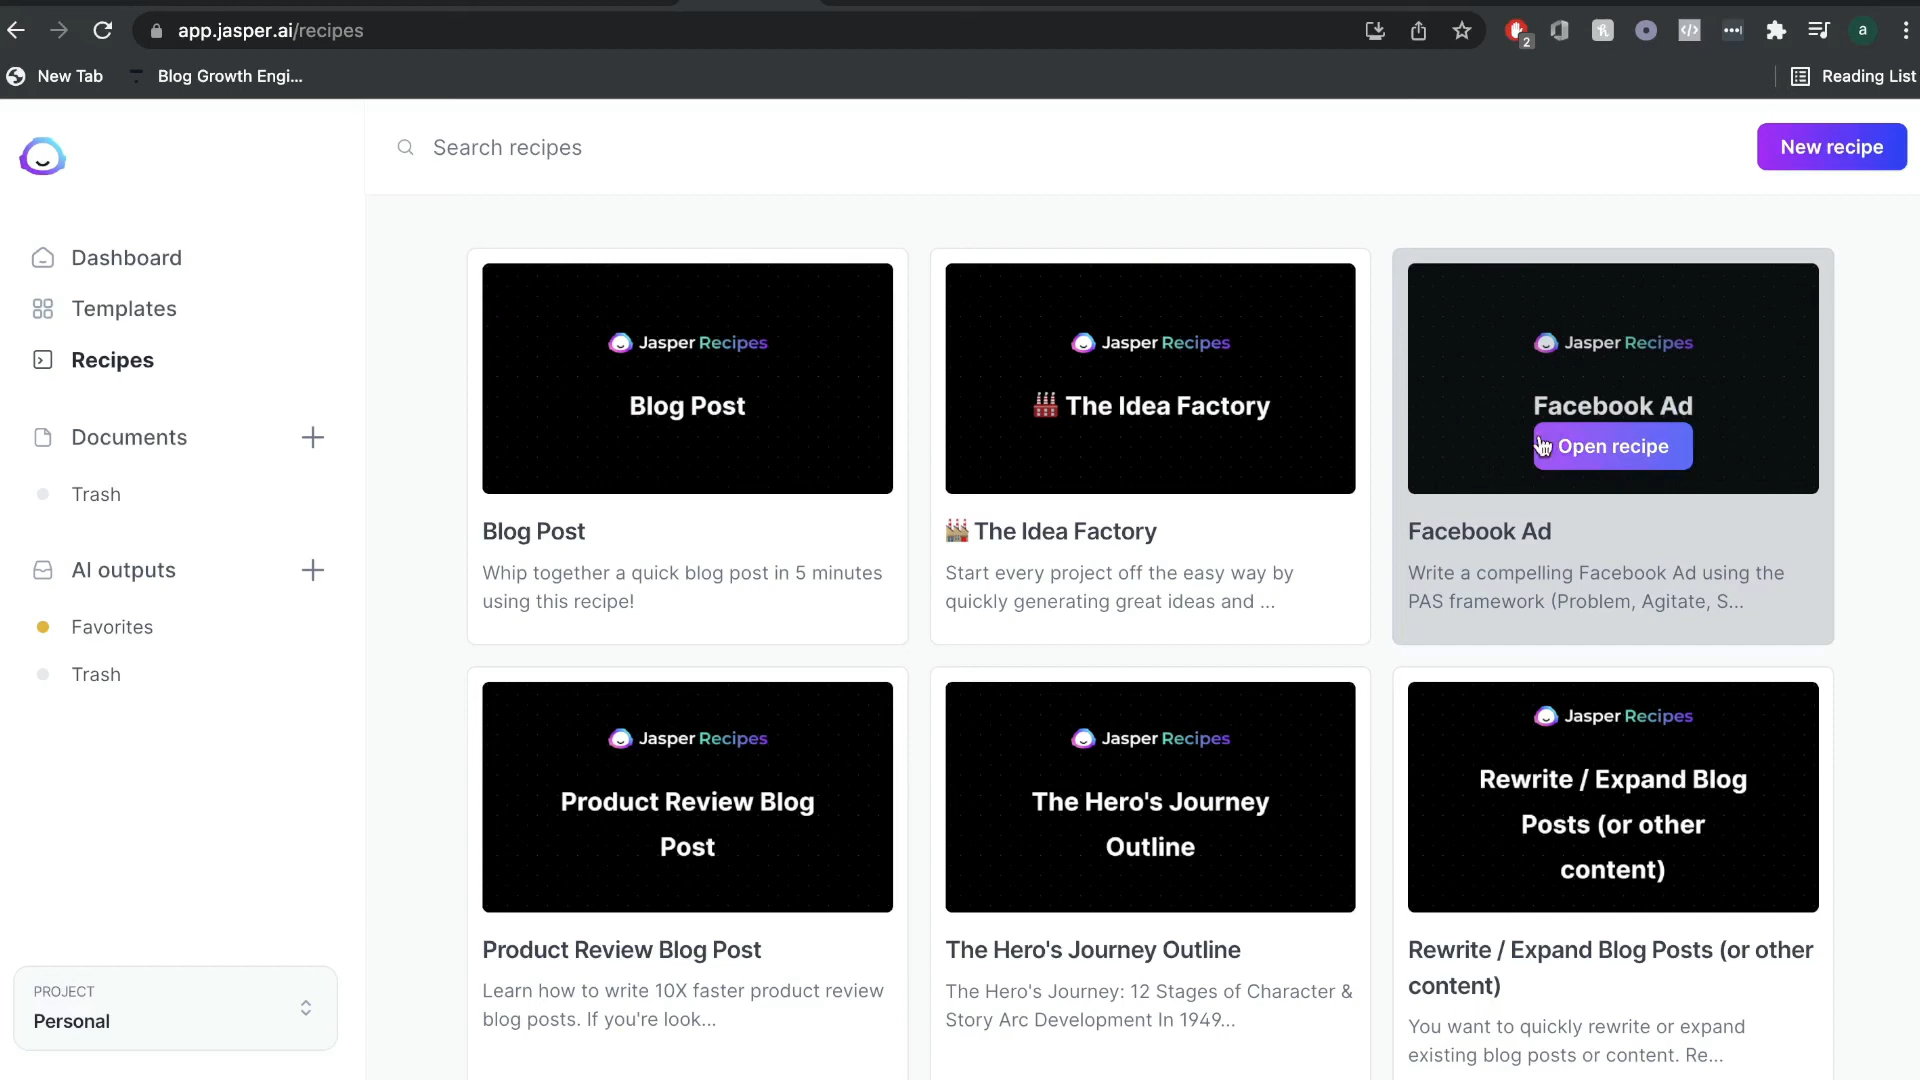 app.jasper.ai/recipes
2
a
New Tab
Blog Growth Engi...
Reading List
Search recipes
New recipe
Dashboard
Templates
Recipes
Documents
Trash
AI outputs
Favorites
Trash
PROJECT
Personal
Jasper Recipes
Blog Post
Blog Post
Whip together a quick blog post in 5 minutes
using this recipe!
Jasper Recipes
🏭 The Idea Factory
🏭 The Idea Factory
Start every project off the easy way by
quickly generating great ideas and ...
Jasper Recipes
Facebook Ad
Open recipe
Facebook Ad
Write a compelling Facebook Ad using the
PAS framework (Problem, Agitate, S...
Jasper Recipes
Product Review Blog
Post
Product Review Blog Post
Learn how to write 10X faster product review
blog posts. If you're look...
Jasper Recipes
The Hero's Journey
Outline
The Hero's Journey Outline
The Hero's Journey: 12 Stages of Character &
Story Arc Development In 1949...
Jasper Recipes
Rewrite / Expand Blog
Posts (or other
content)
Rewrite / Expand Blog Posts (or other
content)
You want to quickly rewrite or expand
existing blog posts or content. Re...